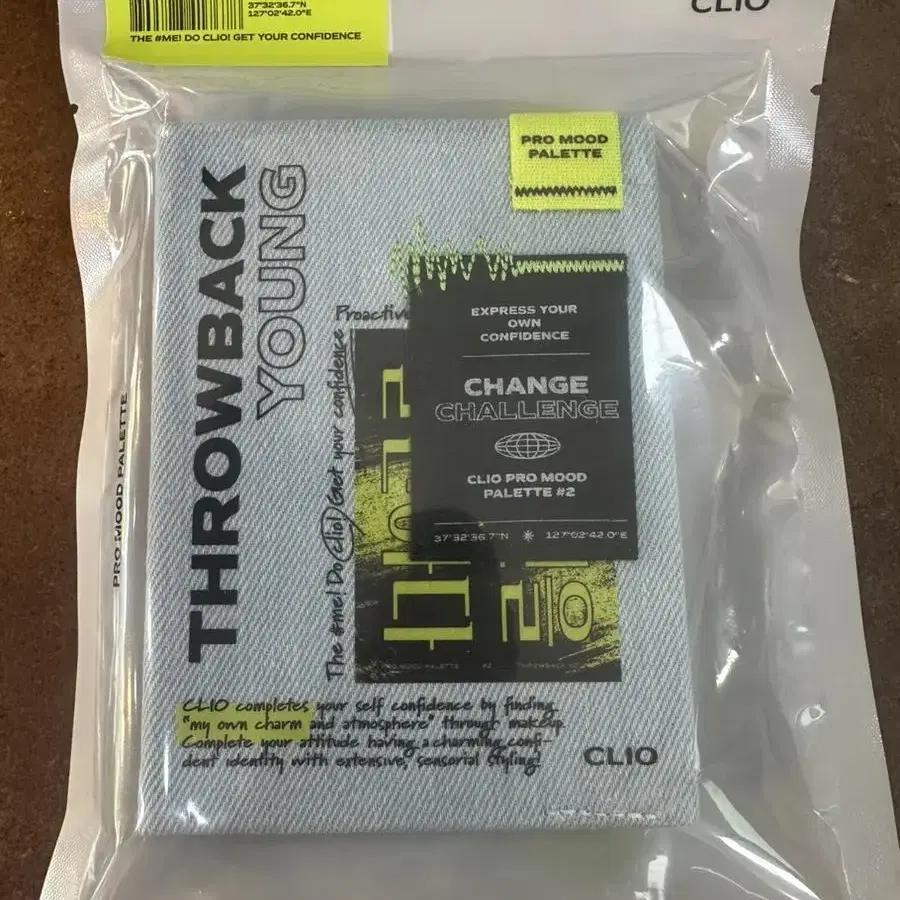 37°32'36.7"N
127°02'42.0"E
THE #ME! DO CLIO! GET YOUR CONFIDENCE
CLIO
PRO MOOD
PALETTE
THROWBACK
YOUNG
PRO MOOD PALETTE
Proactive
The #me! Do clio! Get your confidence
EXPRESS YOUR
OWN
CONFIDENCE
CHANGE
CHALLENGE
CLIO PRO MOOD
PALETTE #2
37°32'36.7"N 127°02'42.0"E
PRO MOOD PALETTE #2 THROWBACK
CLIO completes your self confidence by finding
"my own charm and atmosphere" through makeup.
Complete your attitude having a charming, confi-
dent identity with extensive, sensorial styling!
CLIO